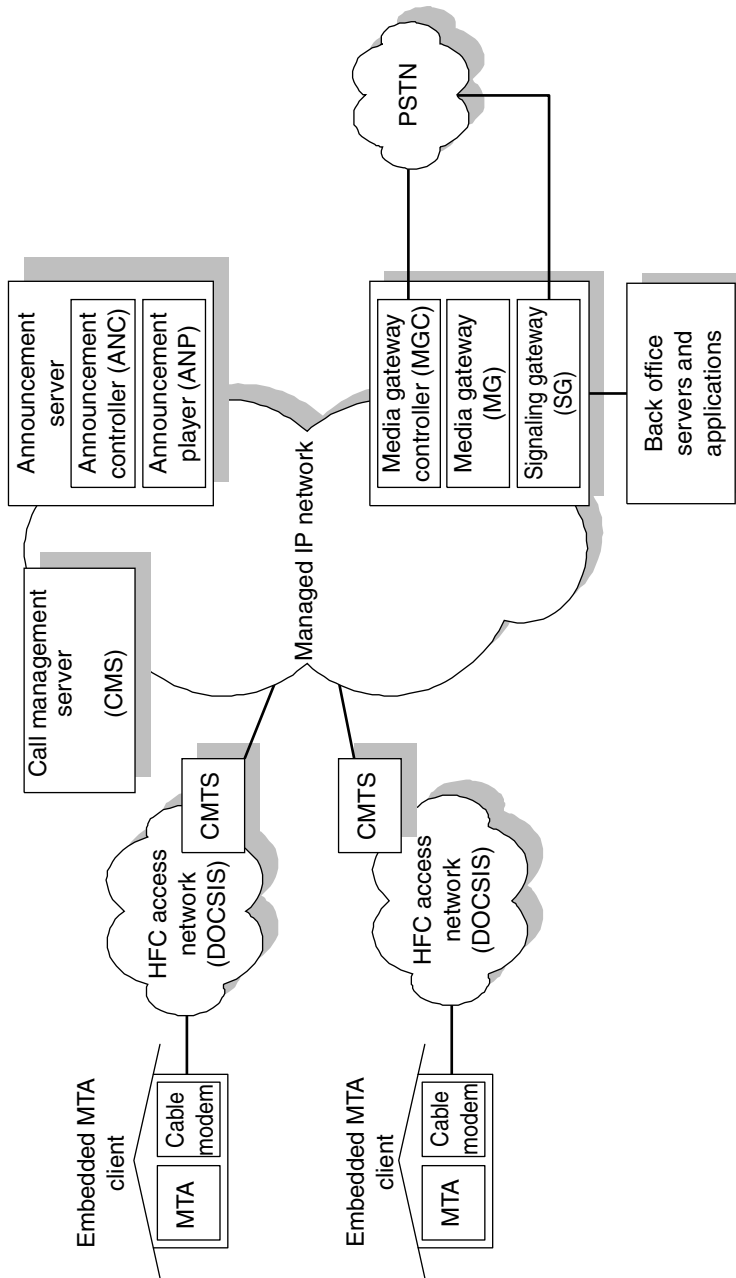 Embedded MTA
client
MTA
Cable
modem
HFC access
network
(DOCSIS)
CMTS
Call management
server
(CMS)
Announcement
server
Announcement
controller (ANC)
Announcement
player (ANP)
Managed IP network
Embedded MTA
client
MTA
Cable
modem
HFC access
network
(DOCSIS)
CMTS
Media gateway
controller (MGC)
Media gateway
(MG)
Signaling gateway
(SG)
PSTN
Back office
servers and
applications